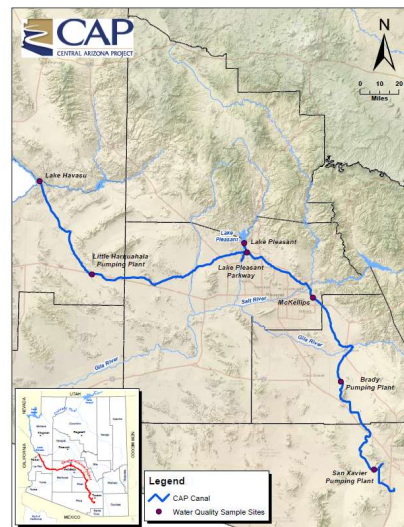 CAP
CENTRAL ARIZONA PROJECT
N
0
10
20
Miles
Lake Havasu
Little Harquahala
Pumping Plant
Lake
Pleasant
Lake Pleasant
Lake Pleasant
Parkway
McKellips
Salt River
Gila River
Gila River
Brady
Pumping Plant
San Xavier
Pumping Plant
NEVADA
UTAH
CALIFORNIA
NEW MEXICO
MEXICO
Legend
CAP Canal
Water Quality Sample Sites